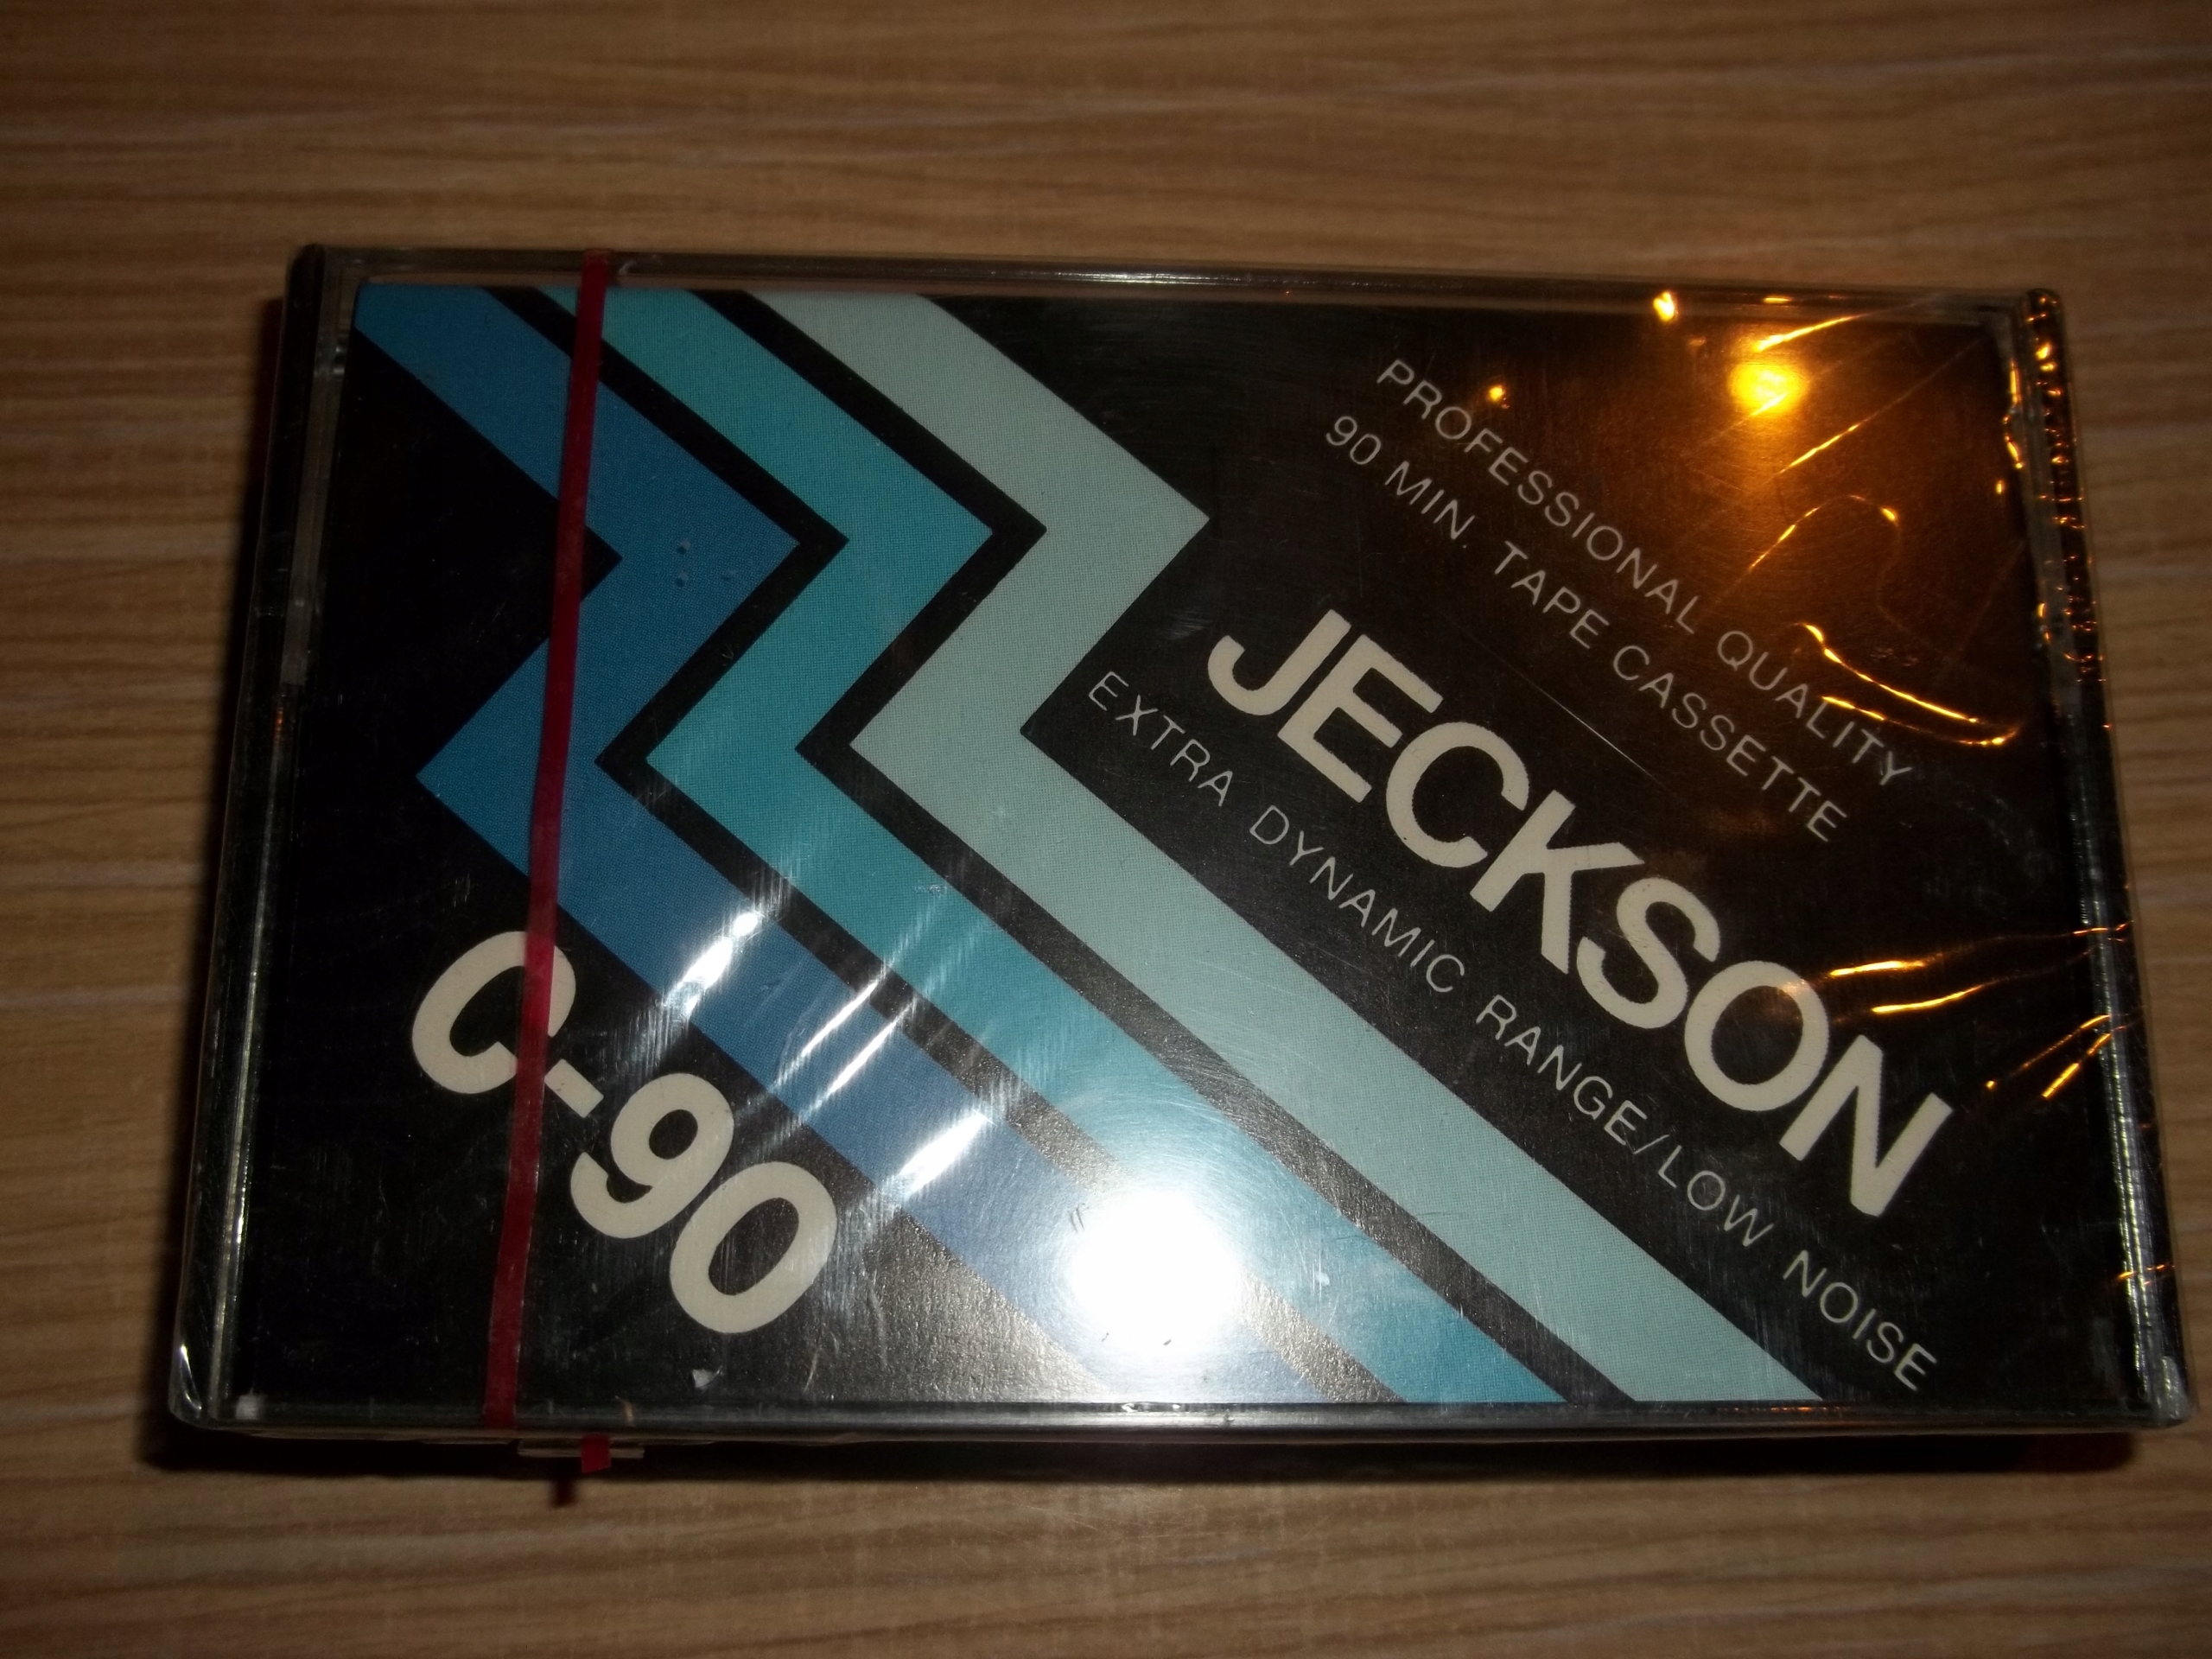 PROFESSIONAL QUALITY
90 MIN. TAPE CASSETTE
JECKSON
EXTRA DYNAMIC RANGE/LOW NOISE
C-90